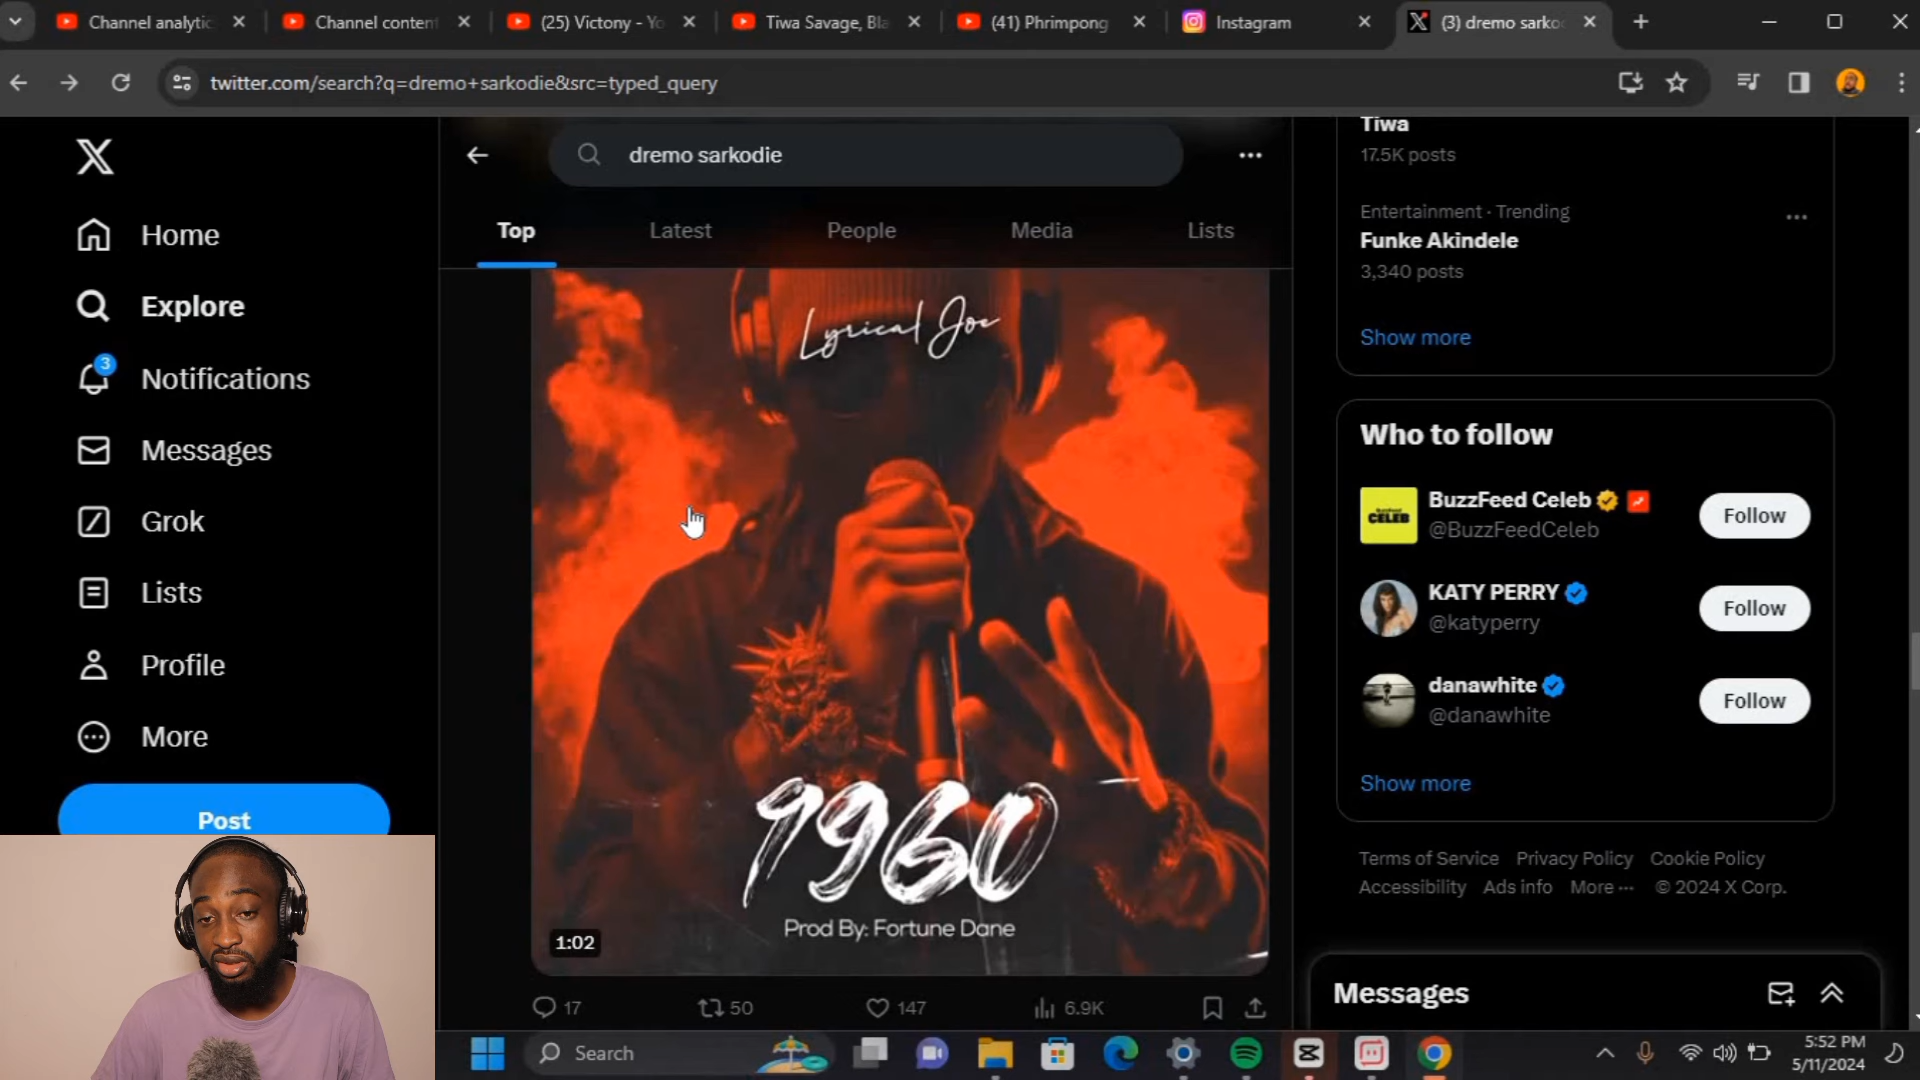 Channel analytic
Channel content
(25) Victony - Yo
Tiwa Savage, Bla
(41) Phrimpong
Instagram
(3) dremo sarko
twitter.com/search?q=dremo+sarkodie&src=typed_query
dremo sarkodie
Top
Latest
People
Media
Lists
Home
Explore
3
Notifications
Messages
Grok
Lists
Profile
More
Post
Lyrical Joe
9960
Prod By: Fortune Dane
1:02
17
50
147
6.9K
Tiwa
17.5K posts
Entertainment · Trending
Funke Akindele
3,340 posts
Show more
Who to follow
CELEB
BuzzFeed Celeb
@BuzzFeedCeleb
Follow
KATY PERRY
@katyperry
Follow
danawhite
@danawhite
Follow
Show more
Terms of Service Privacy Policy Cookie Policy
Accessibility Ads info More ··· © 2024 X Corp.
Messages
Search
5:52 PM
5/11/2024